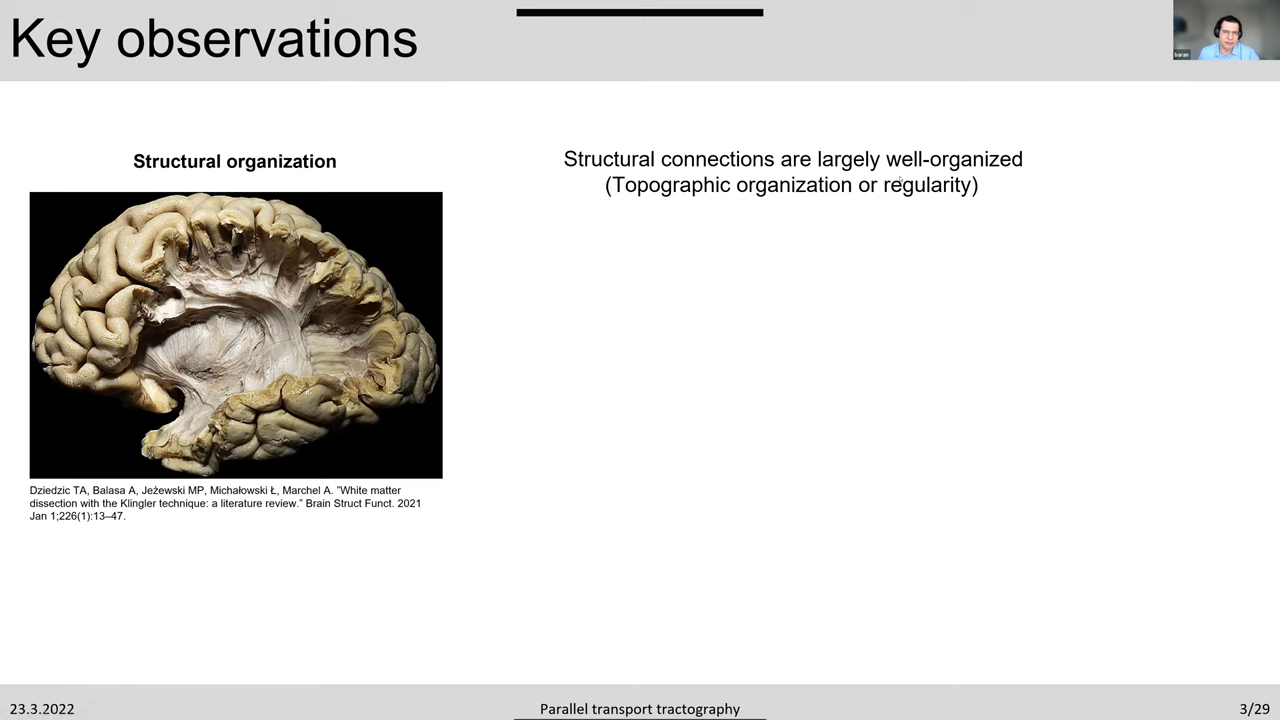 Key observations
baran
Structural organization
Structural connections are largely well-organized
(Topographic organization or regularity)
Dziedzic TA, Balasa A, Jeżewski MP, Michałowski Ł, Marchel A. ”White matter
dissection with the Klingler technique: a literature review.” Brain Struct Funct. 2021
Jan 1;226(1):13–47.
23.3.2022
Parallel transport tractography
3/29